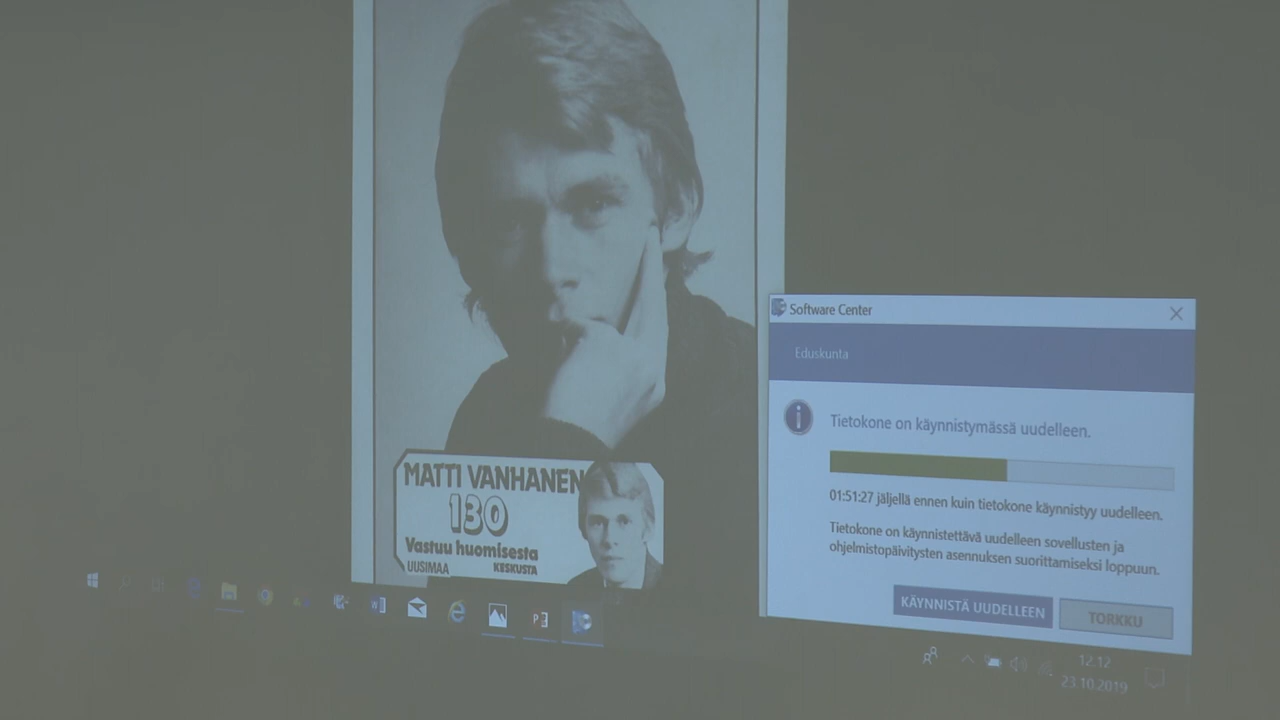 MATTI VANHANEN
130
Vastuu huomisesta
UUSIMAA KESKUSTA
Software Center
Eduskunta
Tietokone on käynnistymässä uudelleen.
01:51:27 jäljellä ennen kuin tietokone käynnistyy uudelleen.
Tietokone on käynnistettävä uudelleen sovellusten ja
ohjelmistopäivitysten asennuksen suorittamiseksi loppuun.
KÄYNNISTÄ UUDELLEEN TORKKU
12.12
23.10.2019